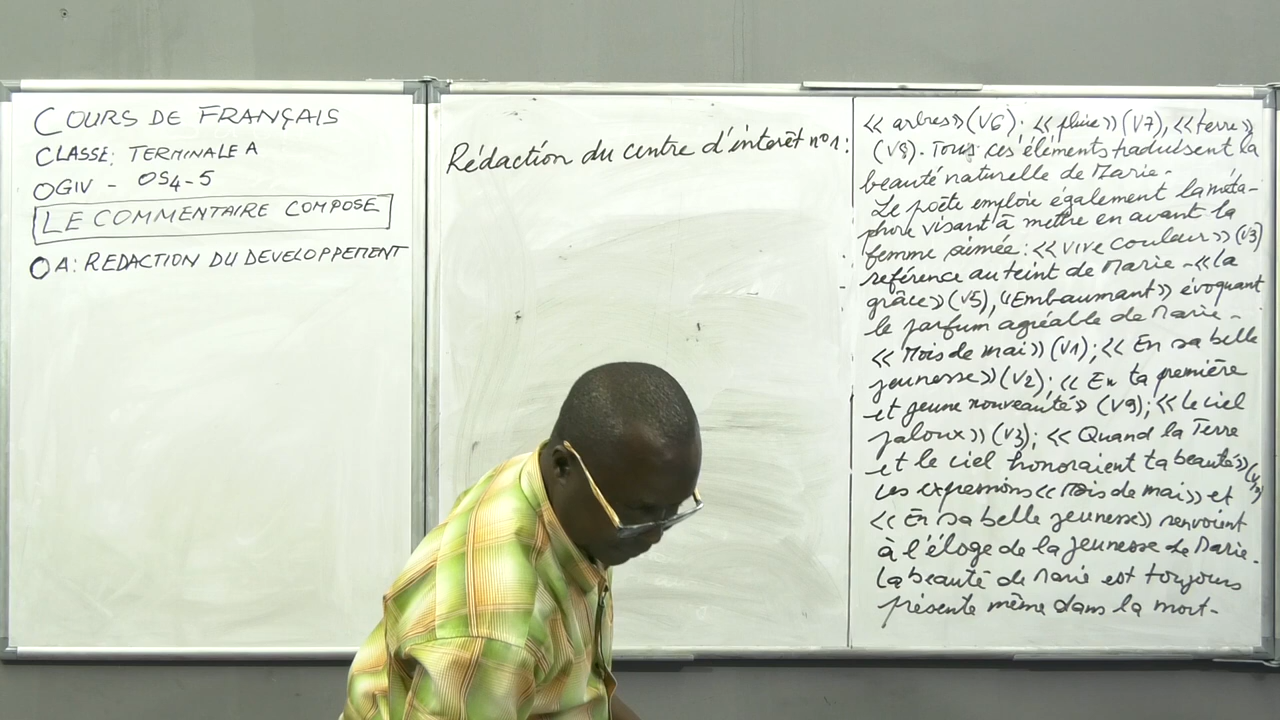 COURS DE FRANÇAIS
CLASSE: TERMINALE A
OGIV - OS4-5
LE COMMENTAIRE COMPOSE
OA: REDACTION DU DEVELOPPEMENT
Rédaction du centre d'interêt n°1:
<< arbres>> (V6); << pluie>> (V7), <<terre>>
(V8). Tous ces éléments traduisent la
beauté naturelle de Marie.
Le poète emploie également la méta-
phore visant à mettre en avant la
femme aimée: << vive couleur>> (V3)
référence au teint de Marie - <<la
grâce>> (V5), "Embaumant>> évoquant
le parfum agréable de Marie -
<< Mois de mai>> (V1); << En sa belle
jeunesse>> (V2); << En ta première
et jeune nouveauté>> (V9); <<le ciel
jaloux>> (V3); << Quand la Terre
et le ciel honoraient ta beauté>>
Les expressions << Mois de mai>> et
<< En sa belle jeunesse>> renvoient
à l'éloge de la jeunesse de Marie.
La beauté de Marie est toujours
présente même dans la mort-